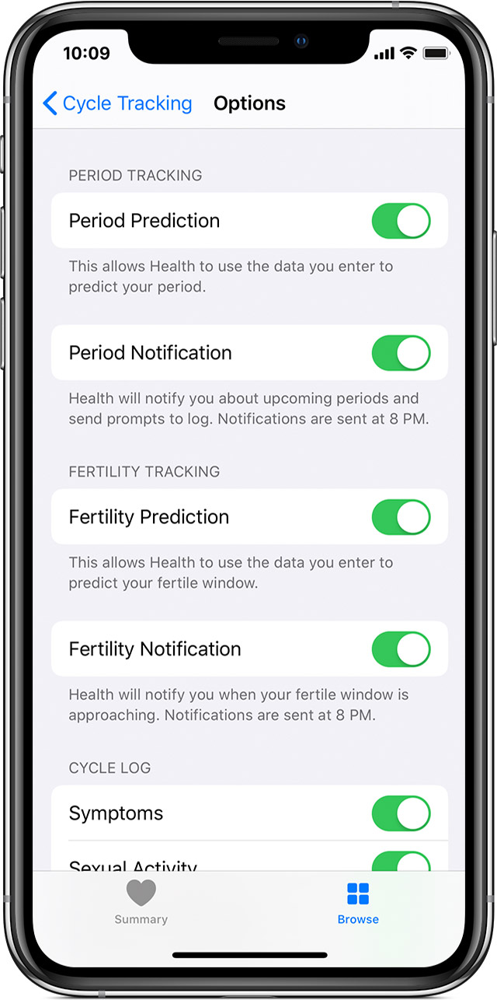 10:09
Cycle Tracking Options
PERIOD TRACKING
Period Prediction
This allows Health to use the data you enter to
predict your period.
Period Notification
Health will notify you about upcoming periods and
send prompts to log. Notifications are sent at 8 PM.
FERTILITY TRACKING
Fertility Prediction
This allows Health to use the data you enter to
predict your fertile window.
Fertility Notification
Health will notify you when your fertile window is
approaching. Notifications are sent at 8 PM.
CYCLE LOG
Symptoms
Sexual Activity
Summary Browse